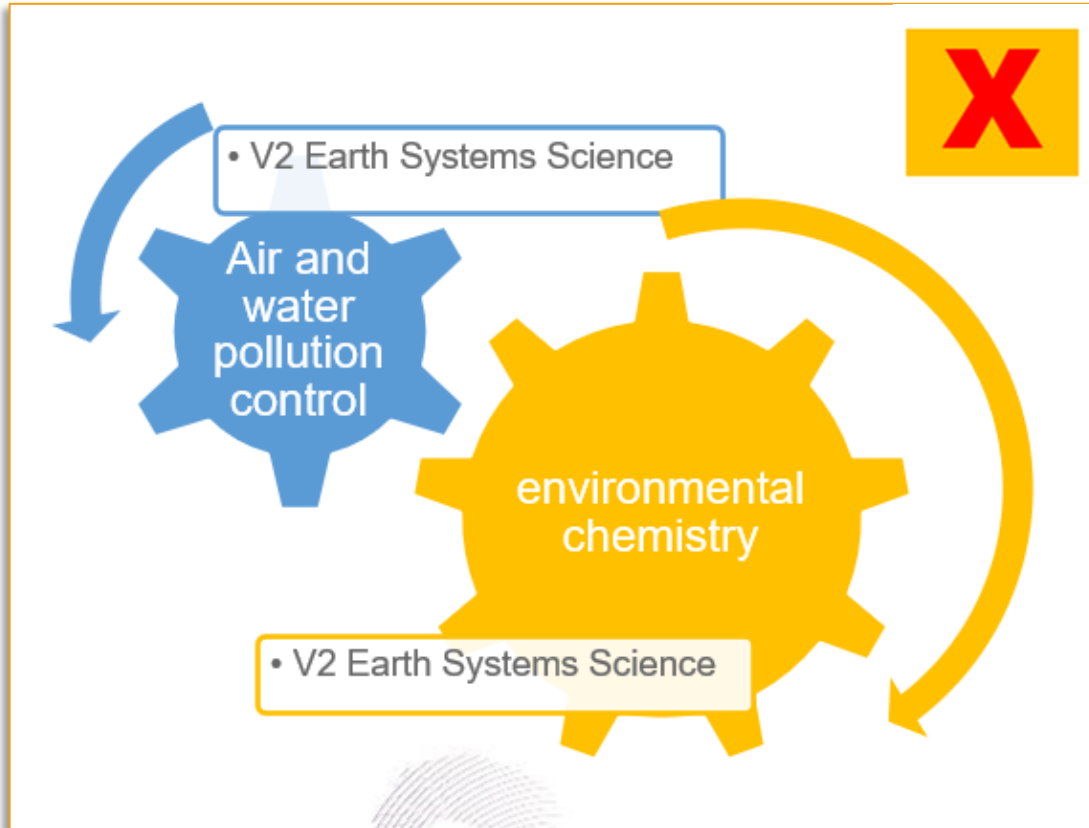 X
• V2 Earth Systems Science
Air and
water
pollution
control
environmental
chemistry
• V2 Earth Systems Science